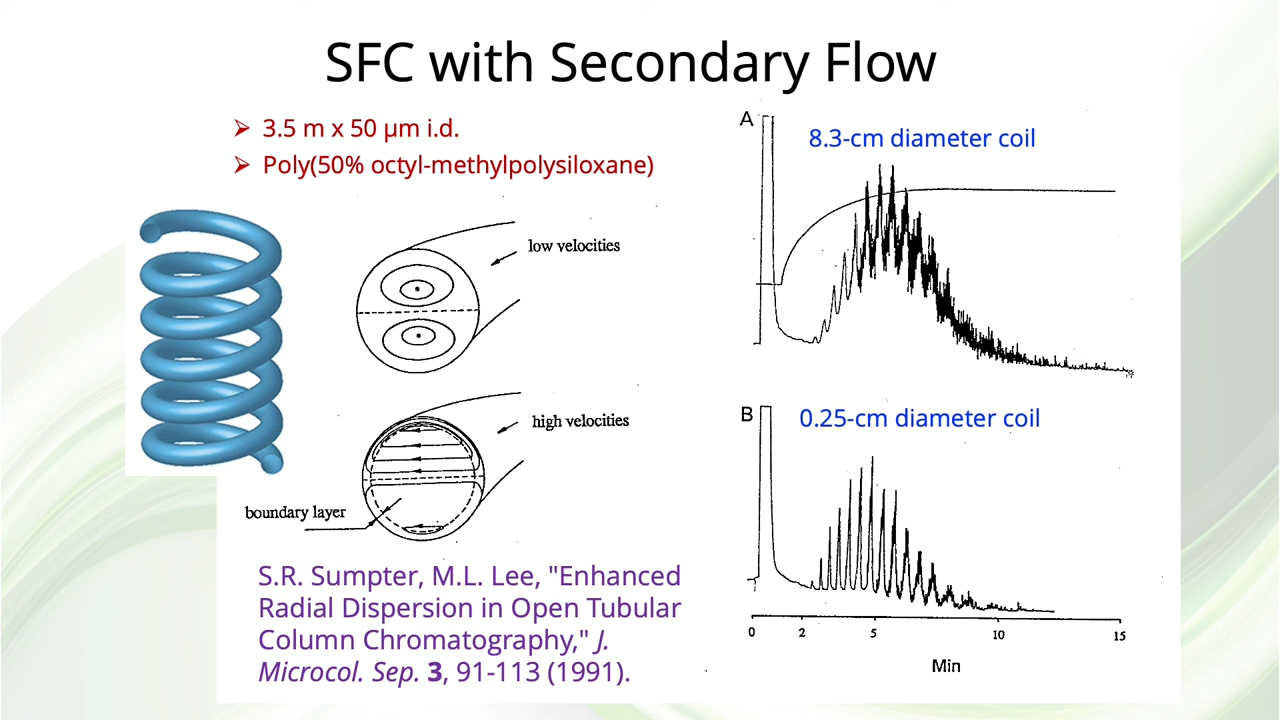 SFC with Secondary Flow
3.5 m x 50 µm i.d.
Poly(50% octyl-methylpolysiloxane)
low velocities
high velocities
boundary layer
S.R. Sumpter, M.L. Lee, "Enhanced
Radial Dispersion in Open Tubular
Column Chromatography," J.
Microcol. Sep. 3, 91-113 (1991).
A
8.3-cm diameter coil
B
0.25-cm diameter coil
0 2 5 10 15
Min